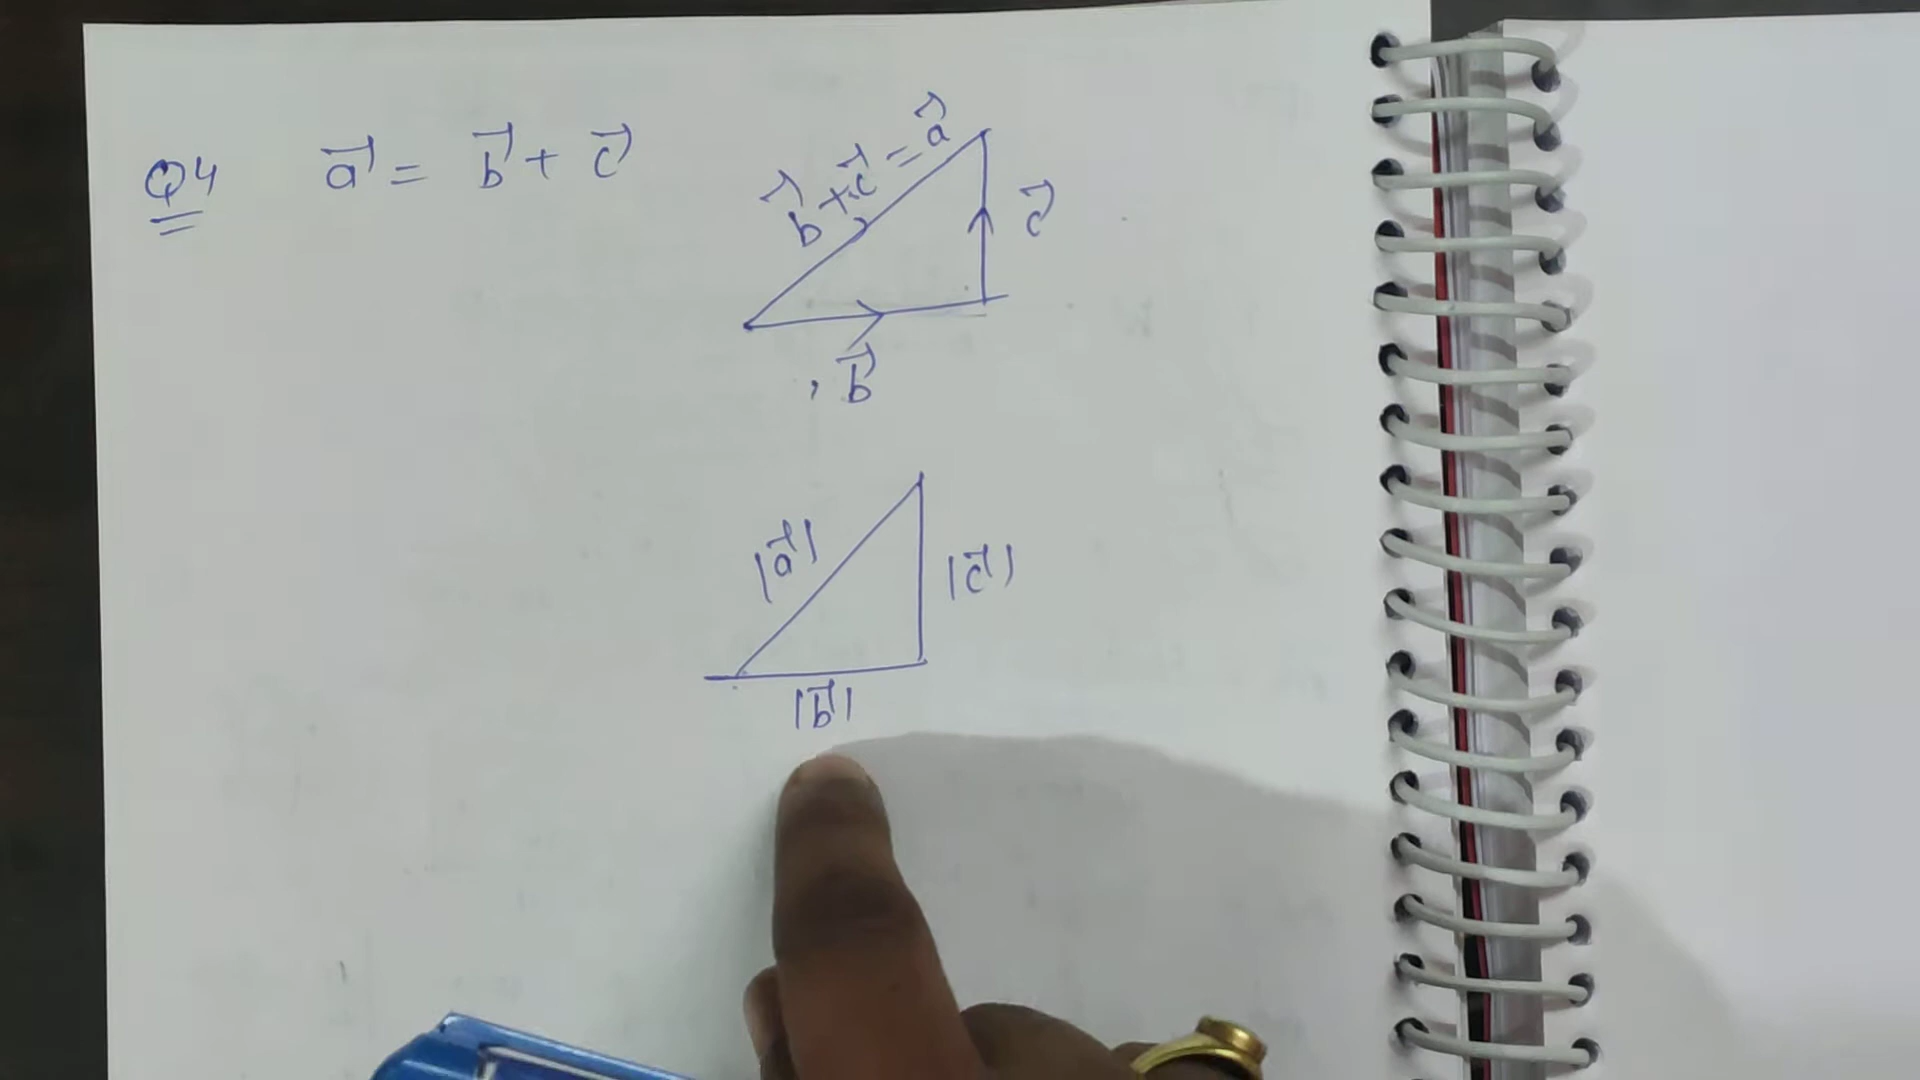 Q4 a⃗ = b⃗ + c⃗
b⃗ + c⃗ = a⃗
c⃗
b⃗
|a⃗|
|c⃗|
|b⃗|